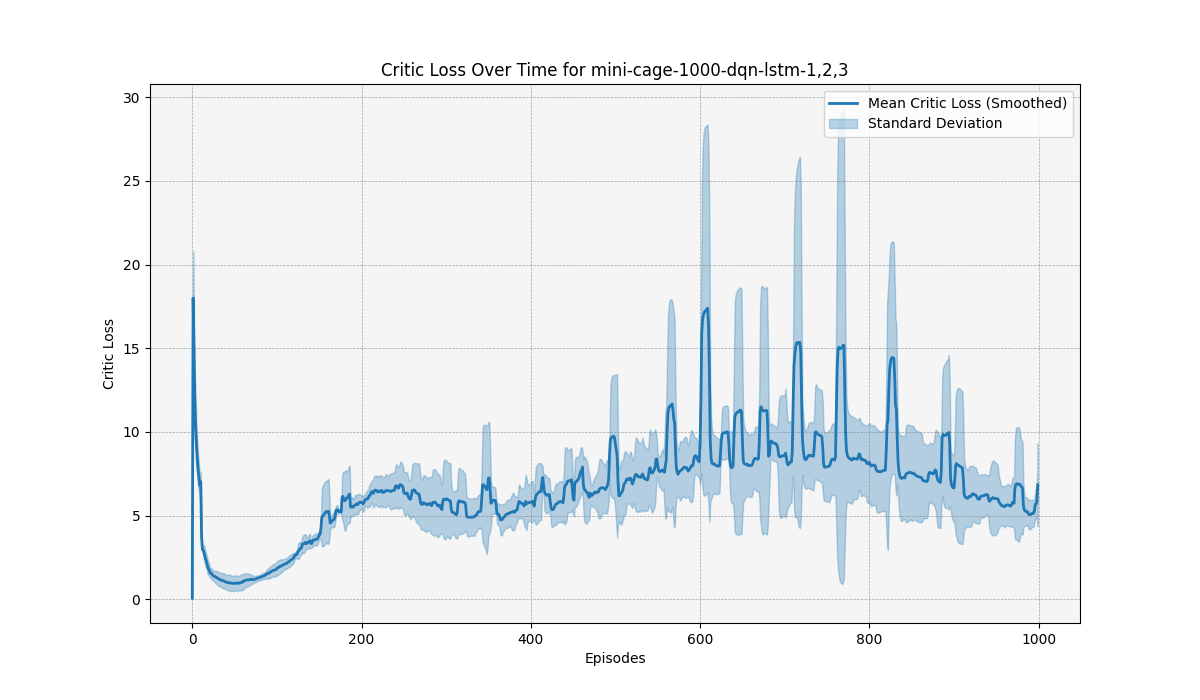 Critic Loss Over Time for mini-cage-1000-dqn-lstm-1,2,3
Mean Critic Loss (Smoothed)
Standard Deviation
Critic Loss
30
25
20
15
10
5
0
0 200 400 600 800 1000
Episodes